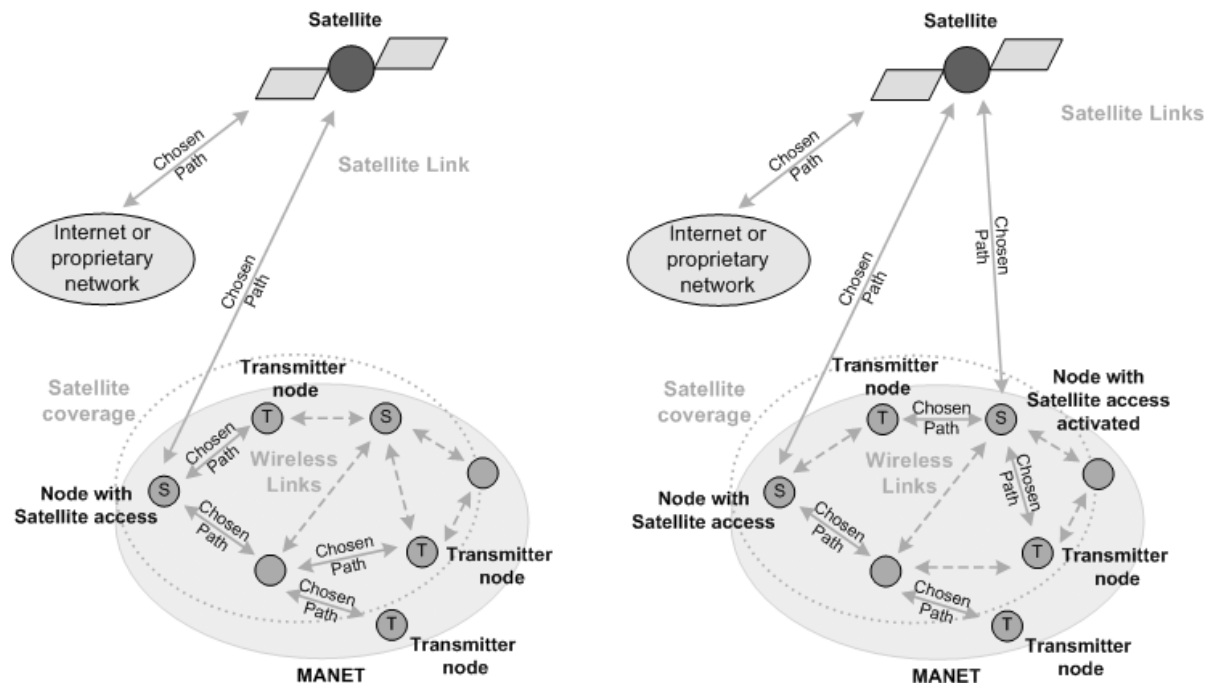 Satellite
Chosen
Path
Satellite Link
Internet or
proprietary
network
Chosen
Path
Satellite
coverage
Transmitter
node
T
S
Chosen
Path
Wireless
Links
S
Node with
Satellite access
Chosen
Path
Chosen
Path
T
Transmitter
node
Chosen
Path
T
Transmitter
node
MANET
Satellite
Satellite Links
Chosen
Path
Internet or
proprietary
network
Chosen
Path
Chosen
Path
Satellite
coverage
Transmitter
node
T
Chosen
Path
S
Node with
Satellite access
activated
Wireless
Links
S
Node with
Satellite access
Chosen
Path
Chosen
Path
T
Transmitter
node
Chosen
Path
T
Transmitter
node
MANET